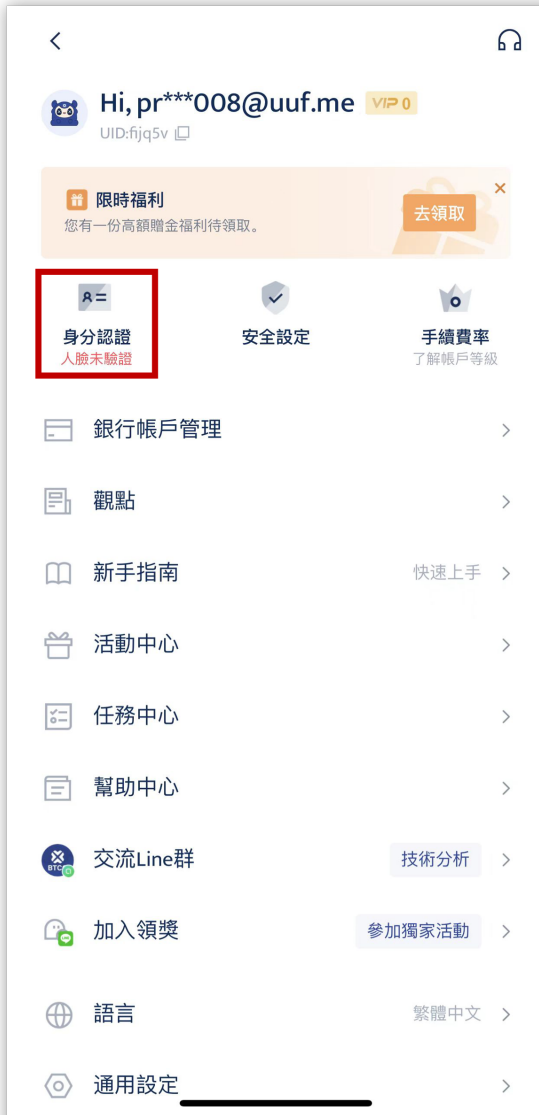 Hi, pr***008@uuf.me VIP 0
UID:fijq5v
限時福利
您有一份高額贈金福利待領取。
去領取
身分認證
人臉未驗證
安全設定
手續費率
了解帳戶等級
銀行帳戶管理
觀點
新手指南 快速上手
活動中心
任務中心
幫助中心
BTC
交流Line群 技術分析
加入領獎 參加獨家活動
語言 繁體中文
通用設定